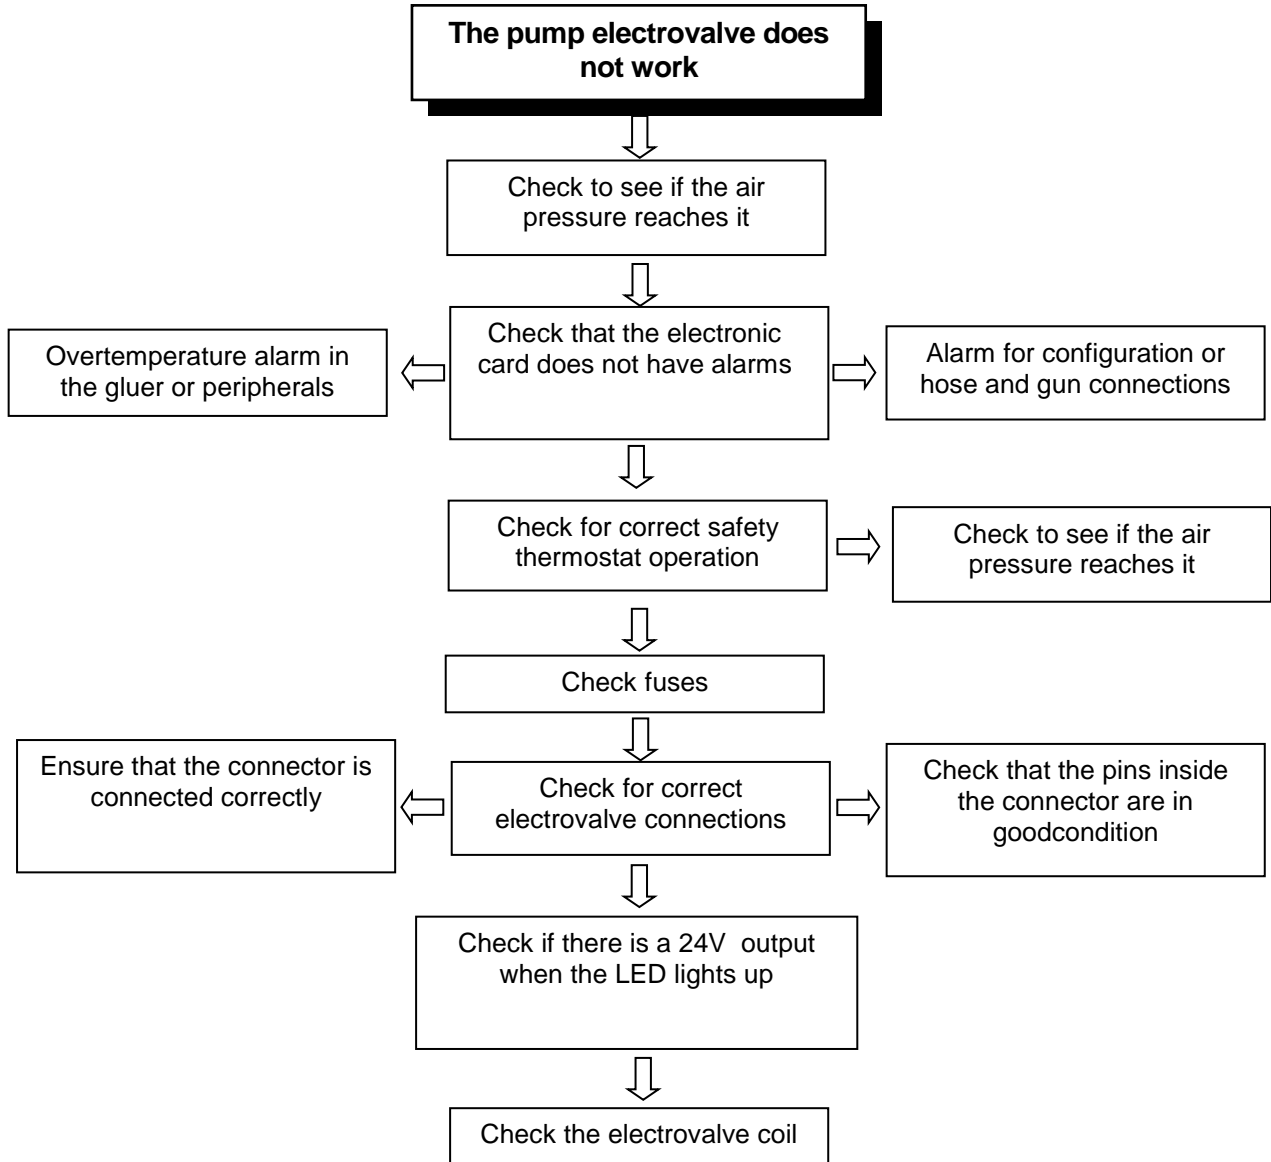 The pump electrovalve does
not work
Check to see if the air
pressure reaches it
Check that the electronic
card does not have alarms
Overtemperature alarm in
the gluer or peripherals
Alarm for configuration or
hose and gun connections
Check for correct safety
thermostat operation
Check to see if the air
pressure reaches it
Check fuses
Ensure that the connector is
connected correctly
Check for correct
electrovalve connections
Check that the pins inside
the connector are in
goodcondition
Check if there is a 24V  output
when the LED lights up
Check the electrovalve coil